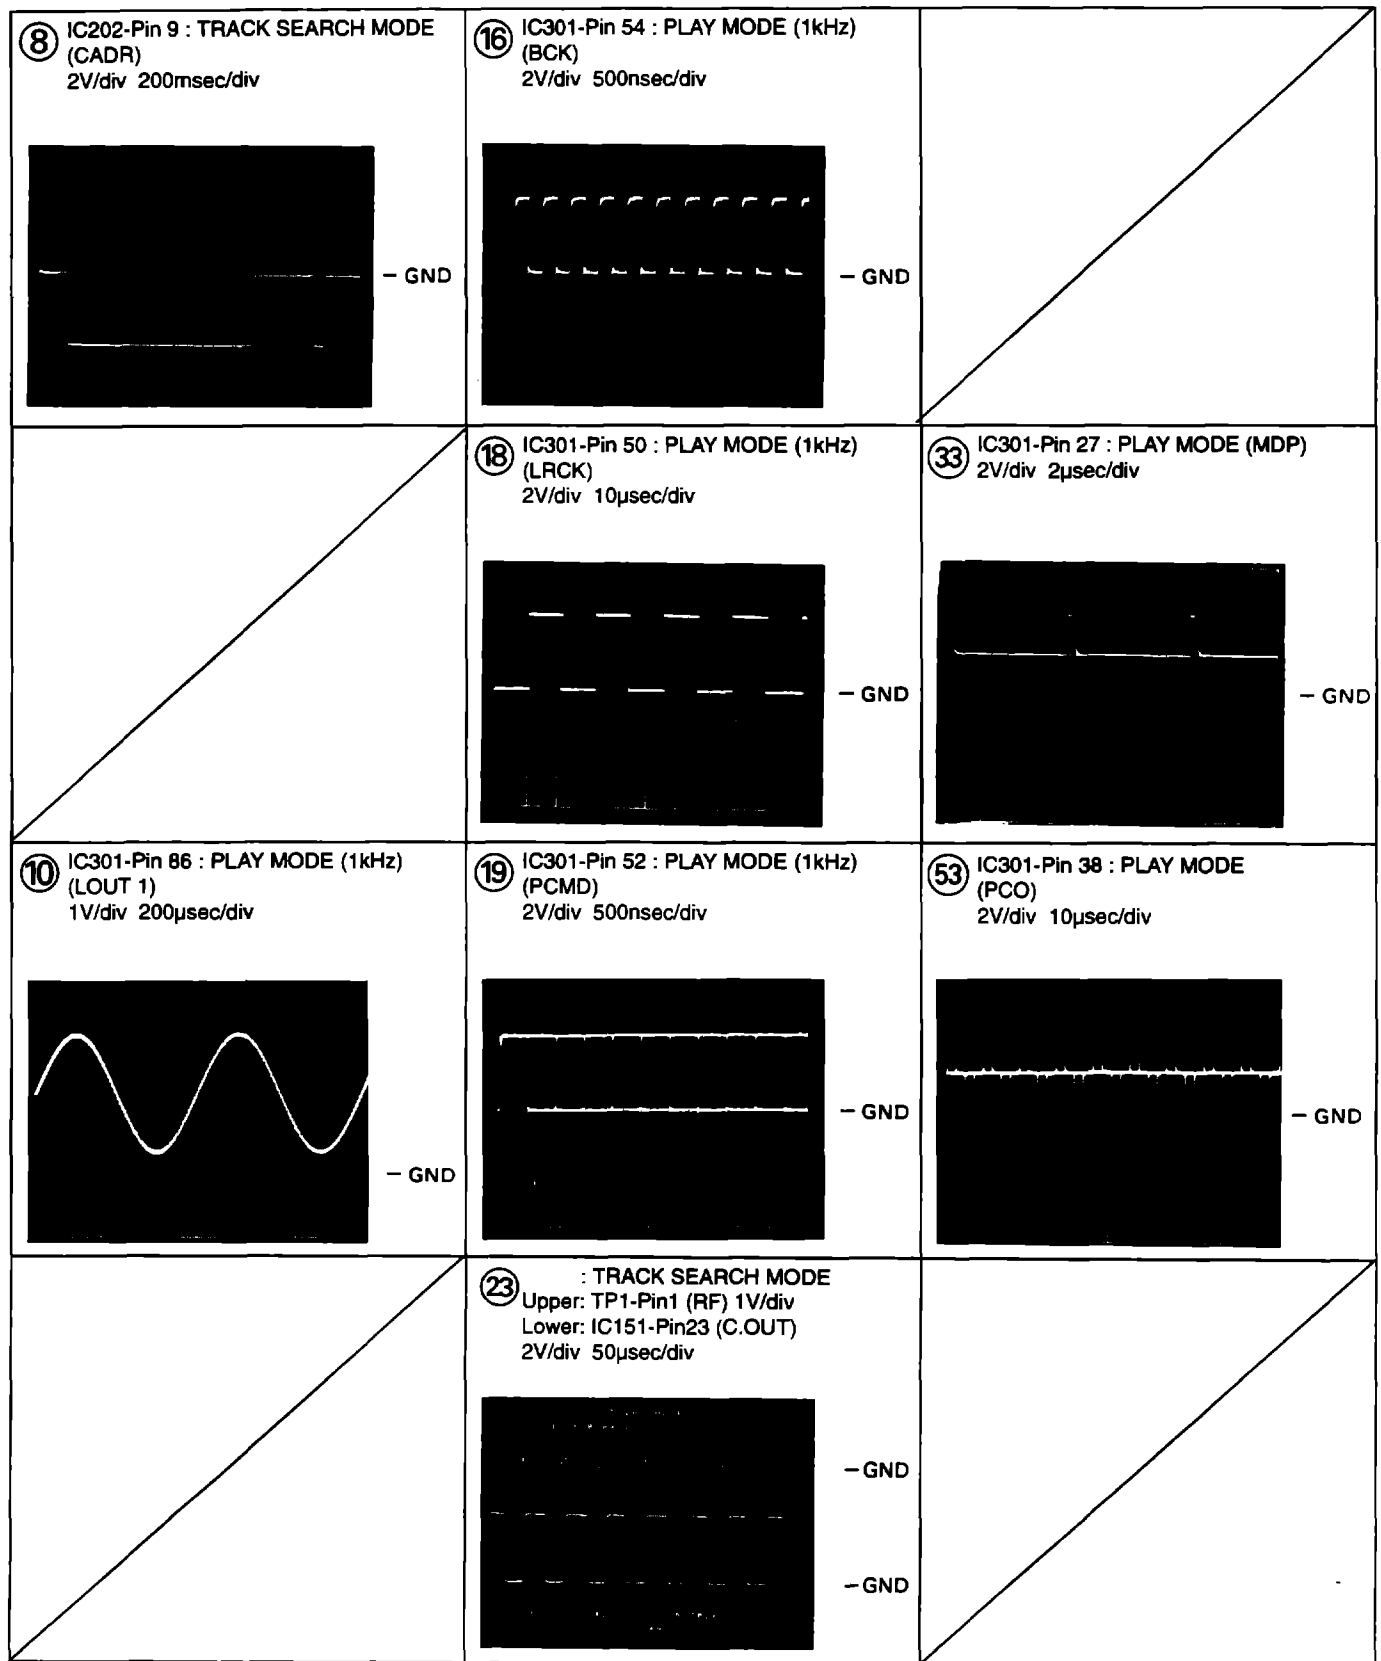 ⑧ IC202-Pin 9 : TRACK SEARCH MODE
(CADR)
2V/div 200msec/div
– GND
⑯ IC301-Pin 54 : PLAY MODE (1kHz)
(BCK)
2V/div 500nsec/div
– GND
⑱ IC301-Pin 50 : PLAY MODE (1kHz)
(LRCK)
2V/div 10µsec/div
– GND
㉝ IC301-Pin 27 : PLAY MODE (MDP)
2V/div 2µsec/div
– GND
⑩ IC301-Pin 86 : PLAY MODE (1kHz)
(LOUT 1)
1V/div 200µsec/div
– GND
⑲ IC301-Pin 52 : PLAY MODE (1kHz)
(PCMD)
2V/div 500nsec/div
– GND
53 IC301-Pin 38 : PLAY MODE
(PCO)
2V/div 10µsec/div
– GND
㉓ : TRACK SEARCH MODE
Upper: TP1-Pin1 (RF) 1V/div
Lower: IC151-Pin23 (C.OUT)
2V/div 50µsec/div
– GND
– GND